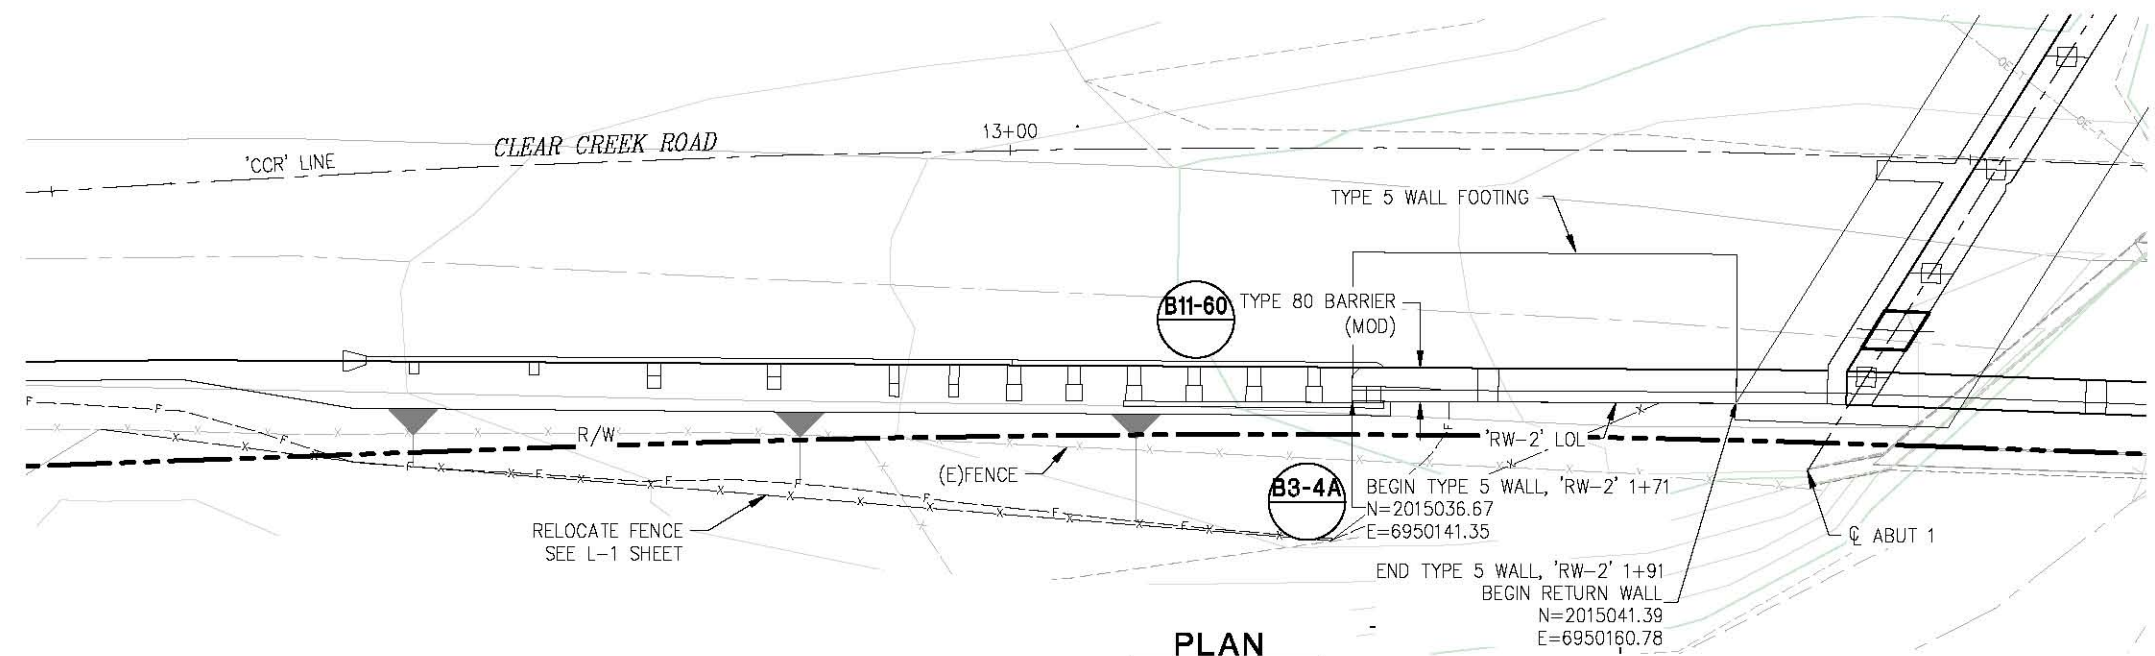 13+00
CLEAR CREEK ROAD
'CCR' LINE
OE-T
OE-T
TYPE 5 WALL FOOTING
B11-60
TYPE 80 BARRIER
(MOD)
F
F
F
R/W
'RW-2' LOL
(E)FENCE
B3-4A
BEGIN TYPE 5 WALL, 'RW-2' 1+71
N=2015036.67
E=6950141.35
RELOCATE FENCE
SEE L-1 SHEET
℄ ABUT 1
END TYPE 5 WALL, 'RW-2' 1+91
BEGIN RETURN WALL
N=2015041.39
E=6950160.78
PLAN